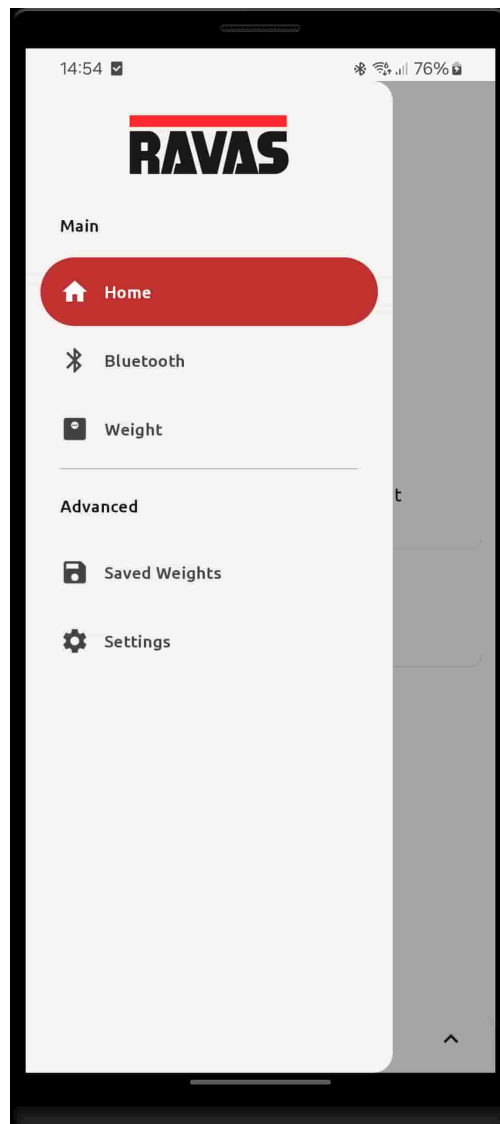 14:54
76%
RAVAS
Main
Home
Bluetooth
Weight
t
Advanced
Saved Weights
Settings